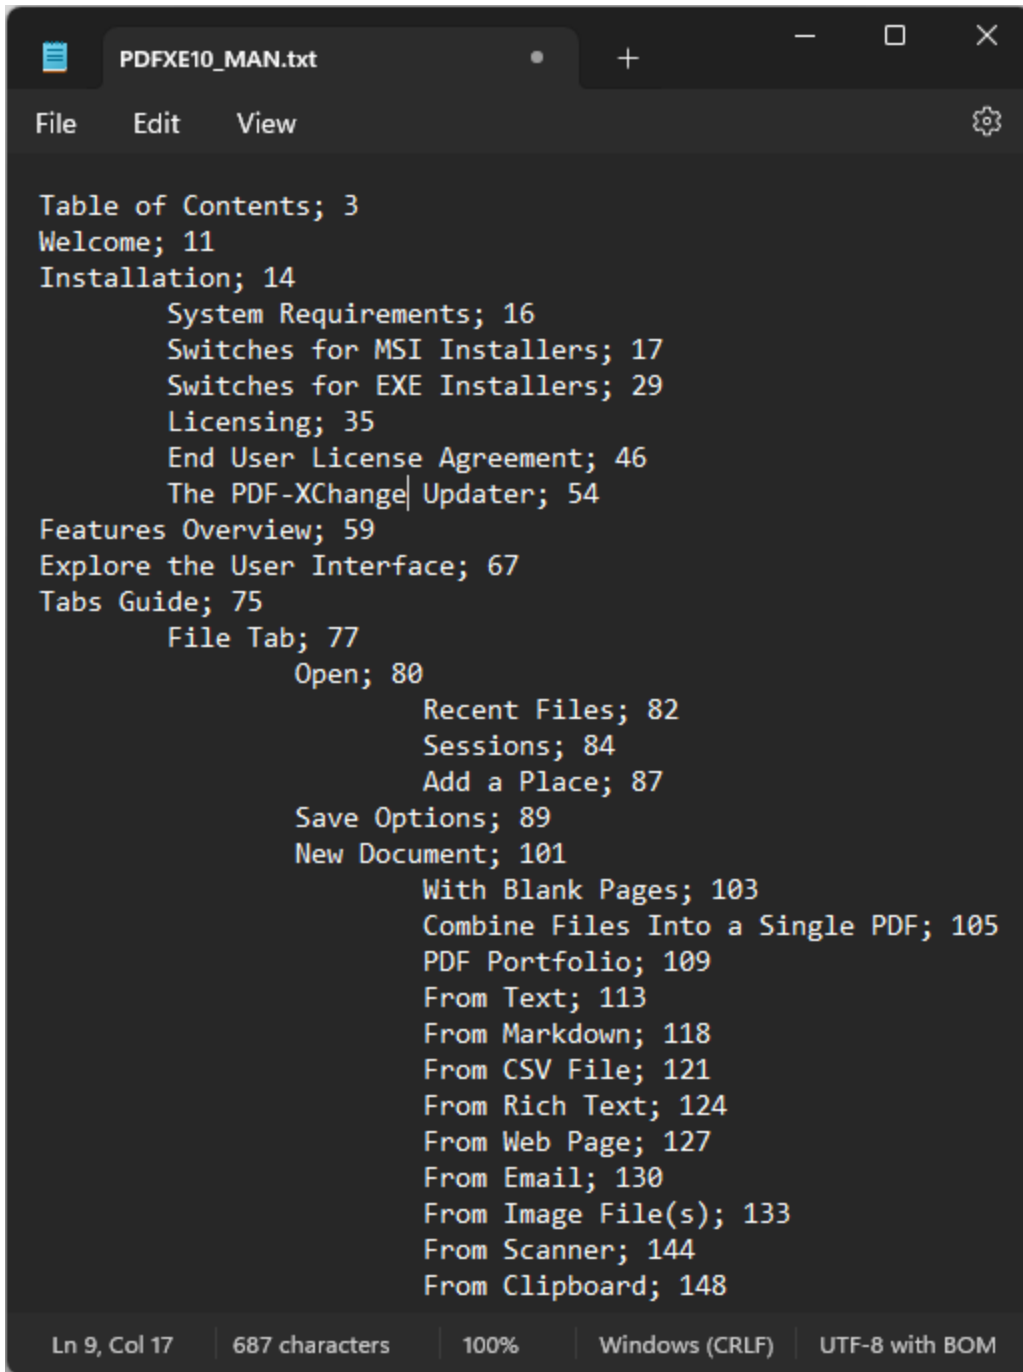 PDFXE10_MAN.txt
File Edit View
Table of Contents; 3
Welcome; 11
Installation; 14
System Requirements; 16
Switches for MSI Installers; 17
Switches for EXE Installers; 29
Licensing; 35
End User License Agreement; 46
The PDF-XChange Updater; 54
Features Overview; 59
Explore the User Interface; 67
Tabs Guide; 75
File Tab; 77
Open; 80
Recent Files; 82
Sessions; 84
Add a Place; 87
Save Options; 89
New Document; 101
With Blank Pages; 103
Combine Files Into a Single PDF; 105
PDF Portfolio; 109
From Text; 113
From Markdown; 118
From CSV File; 121
From Rich Text; 124
From Web Page; 127
From Email; 130
From Image File(s); 133
From Scanner; 144
From Clipboard; 148
Ln 9, Col 17 687 characters 100% Windows (CRLF) UTF-8 with BOM